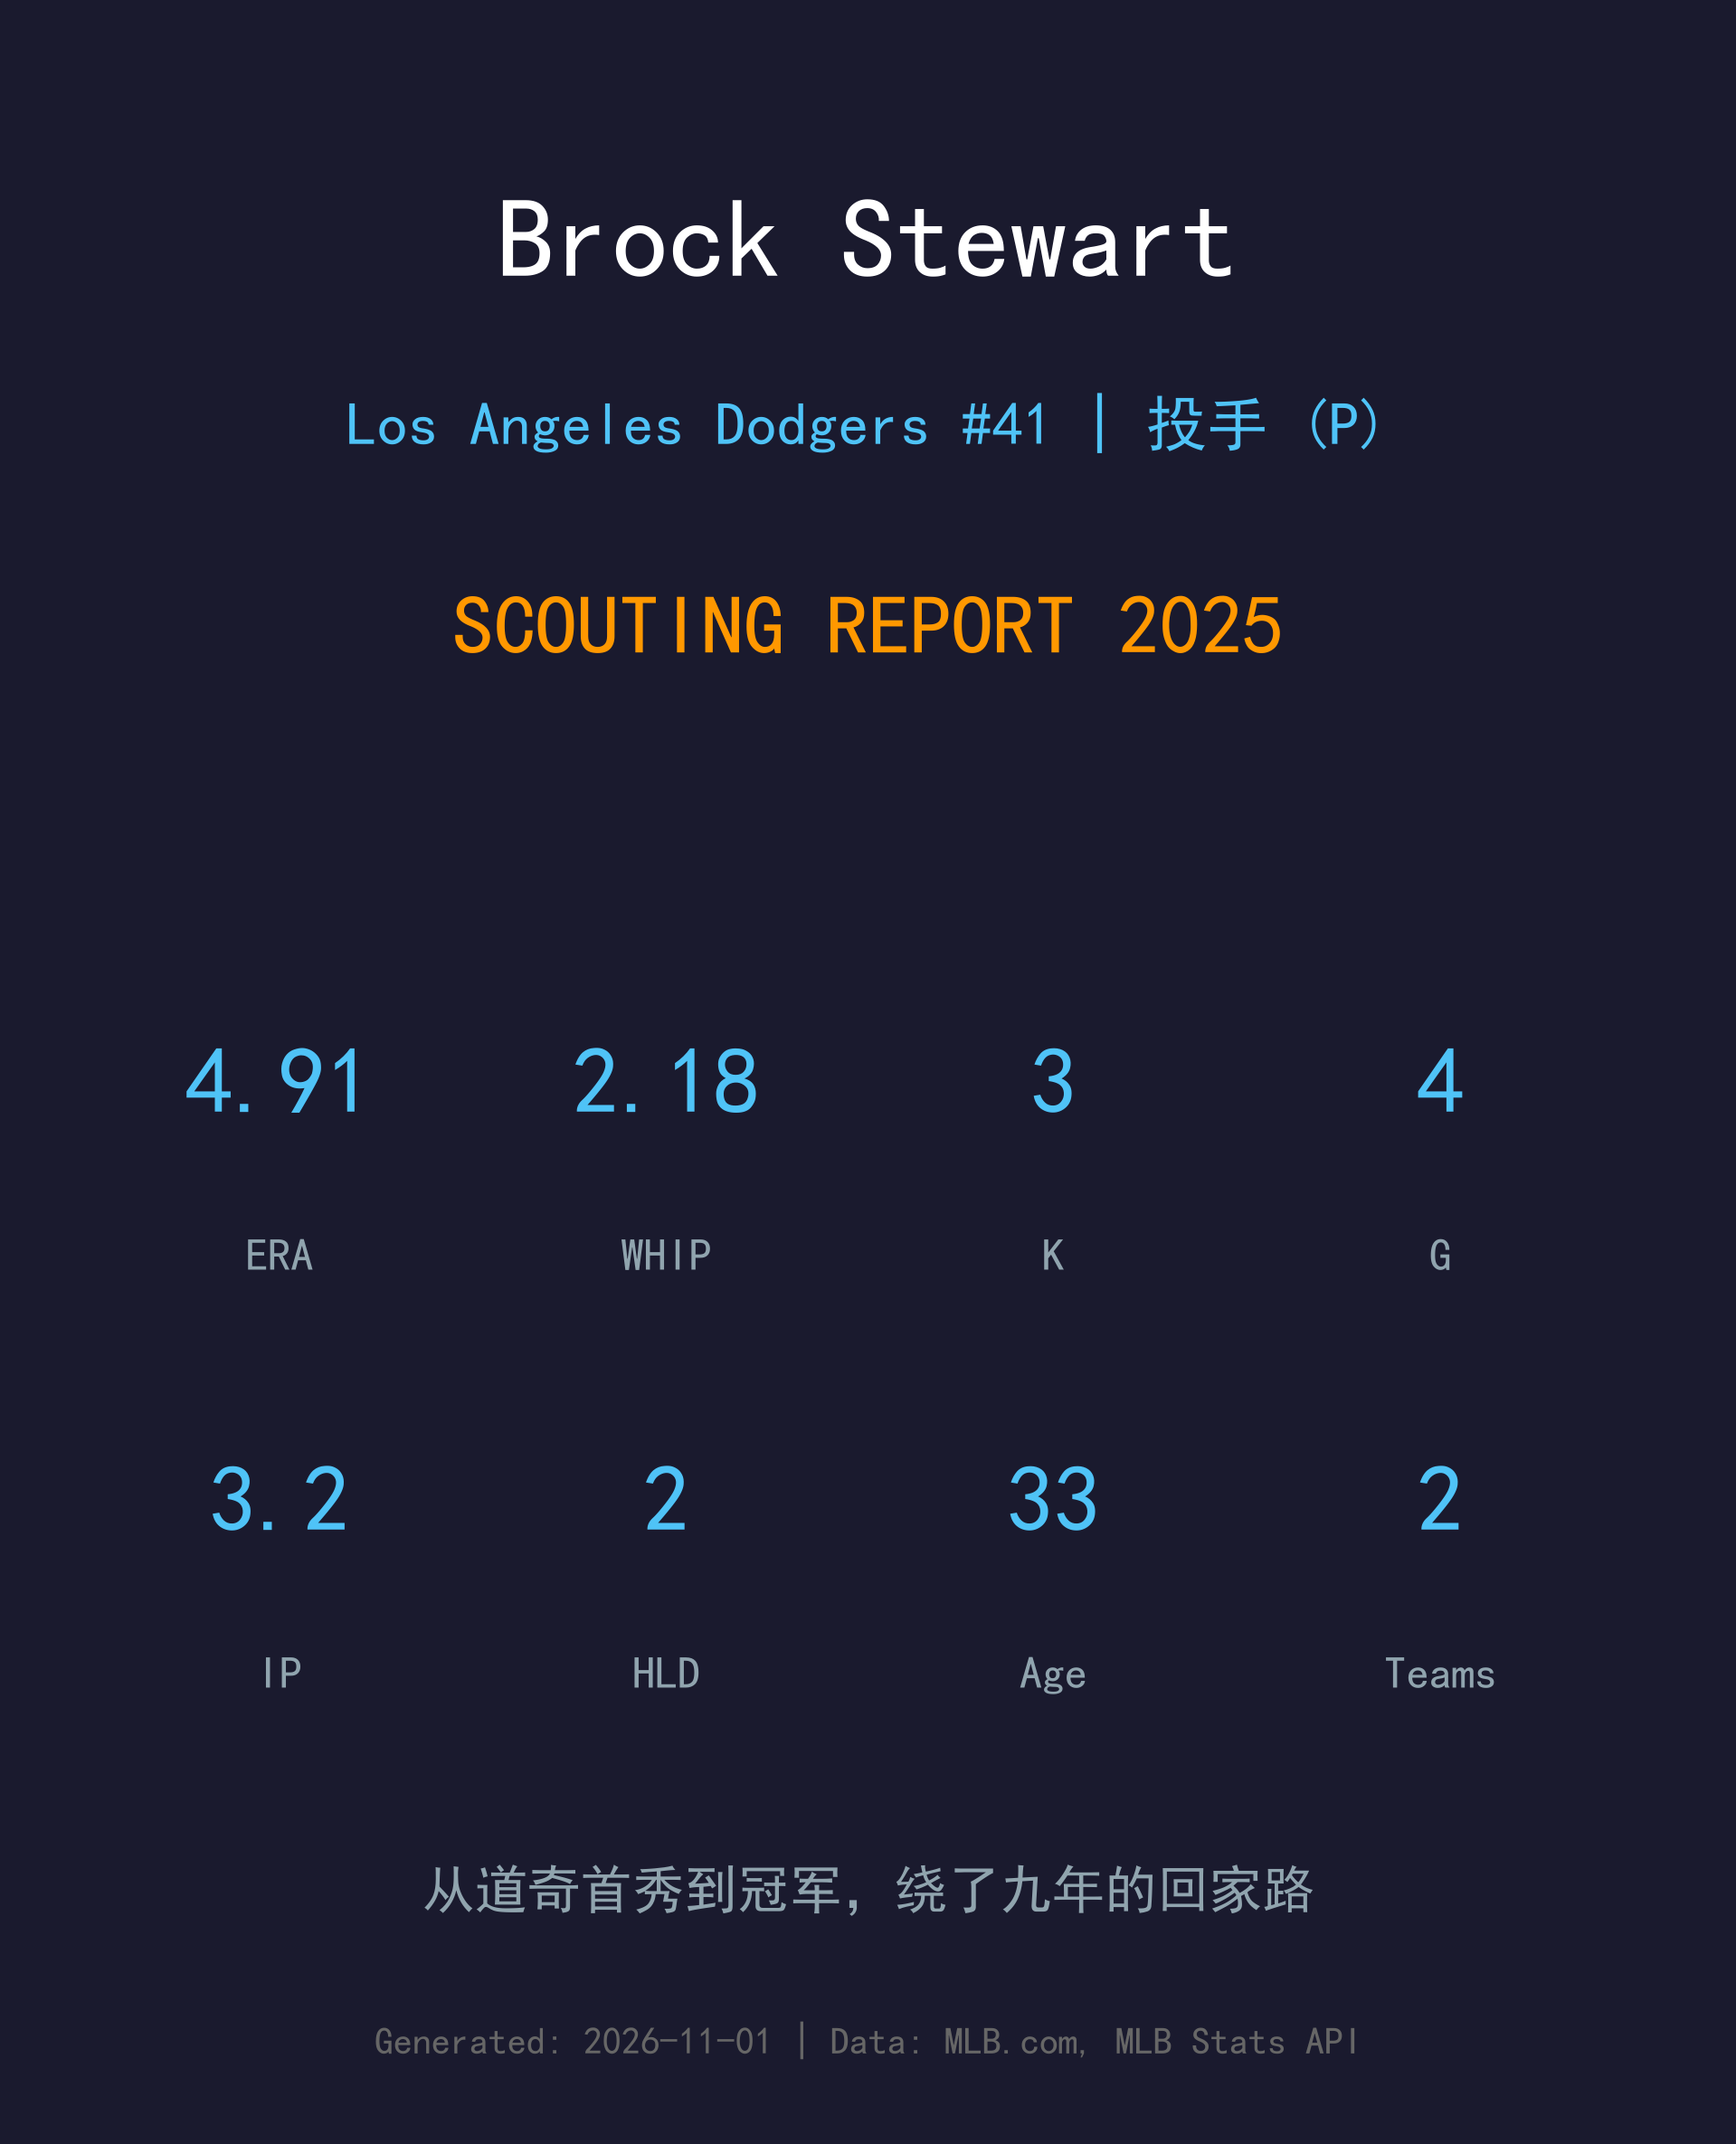 Brock Stewart
Los Angeles Dodgers #41 | 投手 (P)
SCOUTING REPORT 2025
4.91 2.18 3 4
ERA WHIP K G
3.2 2 33 2
IP HLD Age Teams
从道奇首秀到冠军，绕了九年的回家路
Generated: 2026-11-01 | Data: MLB.com, MLB Stats API